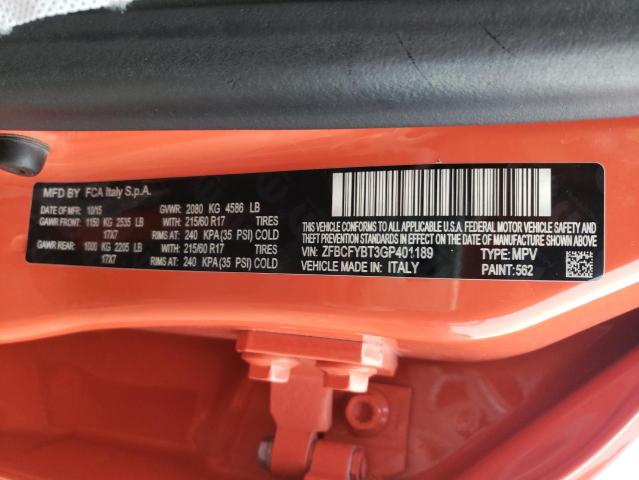 MFD BY FCA Italy S.p.A.
DATE OF MFR: 10/15 GVWR: 2080 KG 4586 LB
GAWR FRONT: 1150 KG 2535 LB WITH: 215/60 R17 TIRES
17X7 RIMS AT: 240 KPA(35 PSI) COLD
GAWR REAR: 1000 KG 2205 LB WITH: 215/60 R17 TIRES
17X7 RIMS AT: 240 KPA(35 PSI) COLD
THIS VEHICLE CONFORMS TO ALL APPLICABLE U.S.A. FEDERAL MOTOR VEHICLE SAFETY AND
THEFT PREVENTION STANDARDS IN EFFECT ON THE DATE OF MANUFACTURE SHOWN ABOVE.
VIN: ZFBCFYBT3GP401189 TYPE: MPV
VEHICLE MADE IN: ITALY PAINT: 562